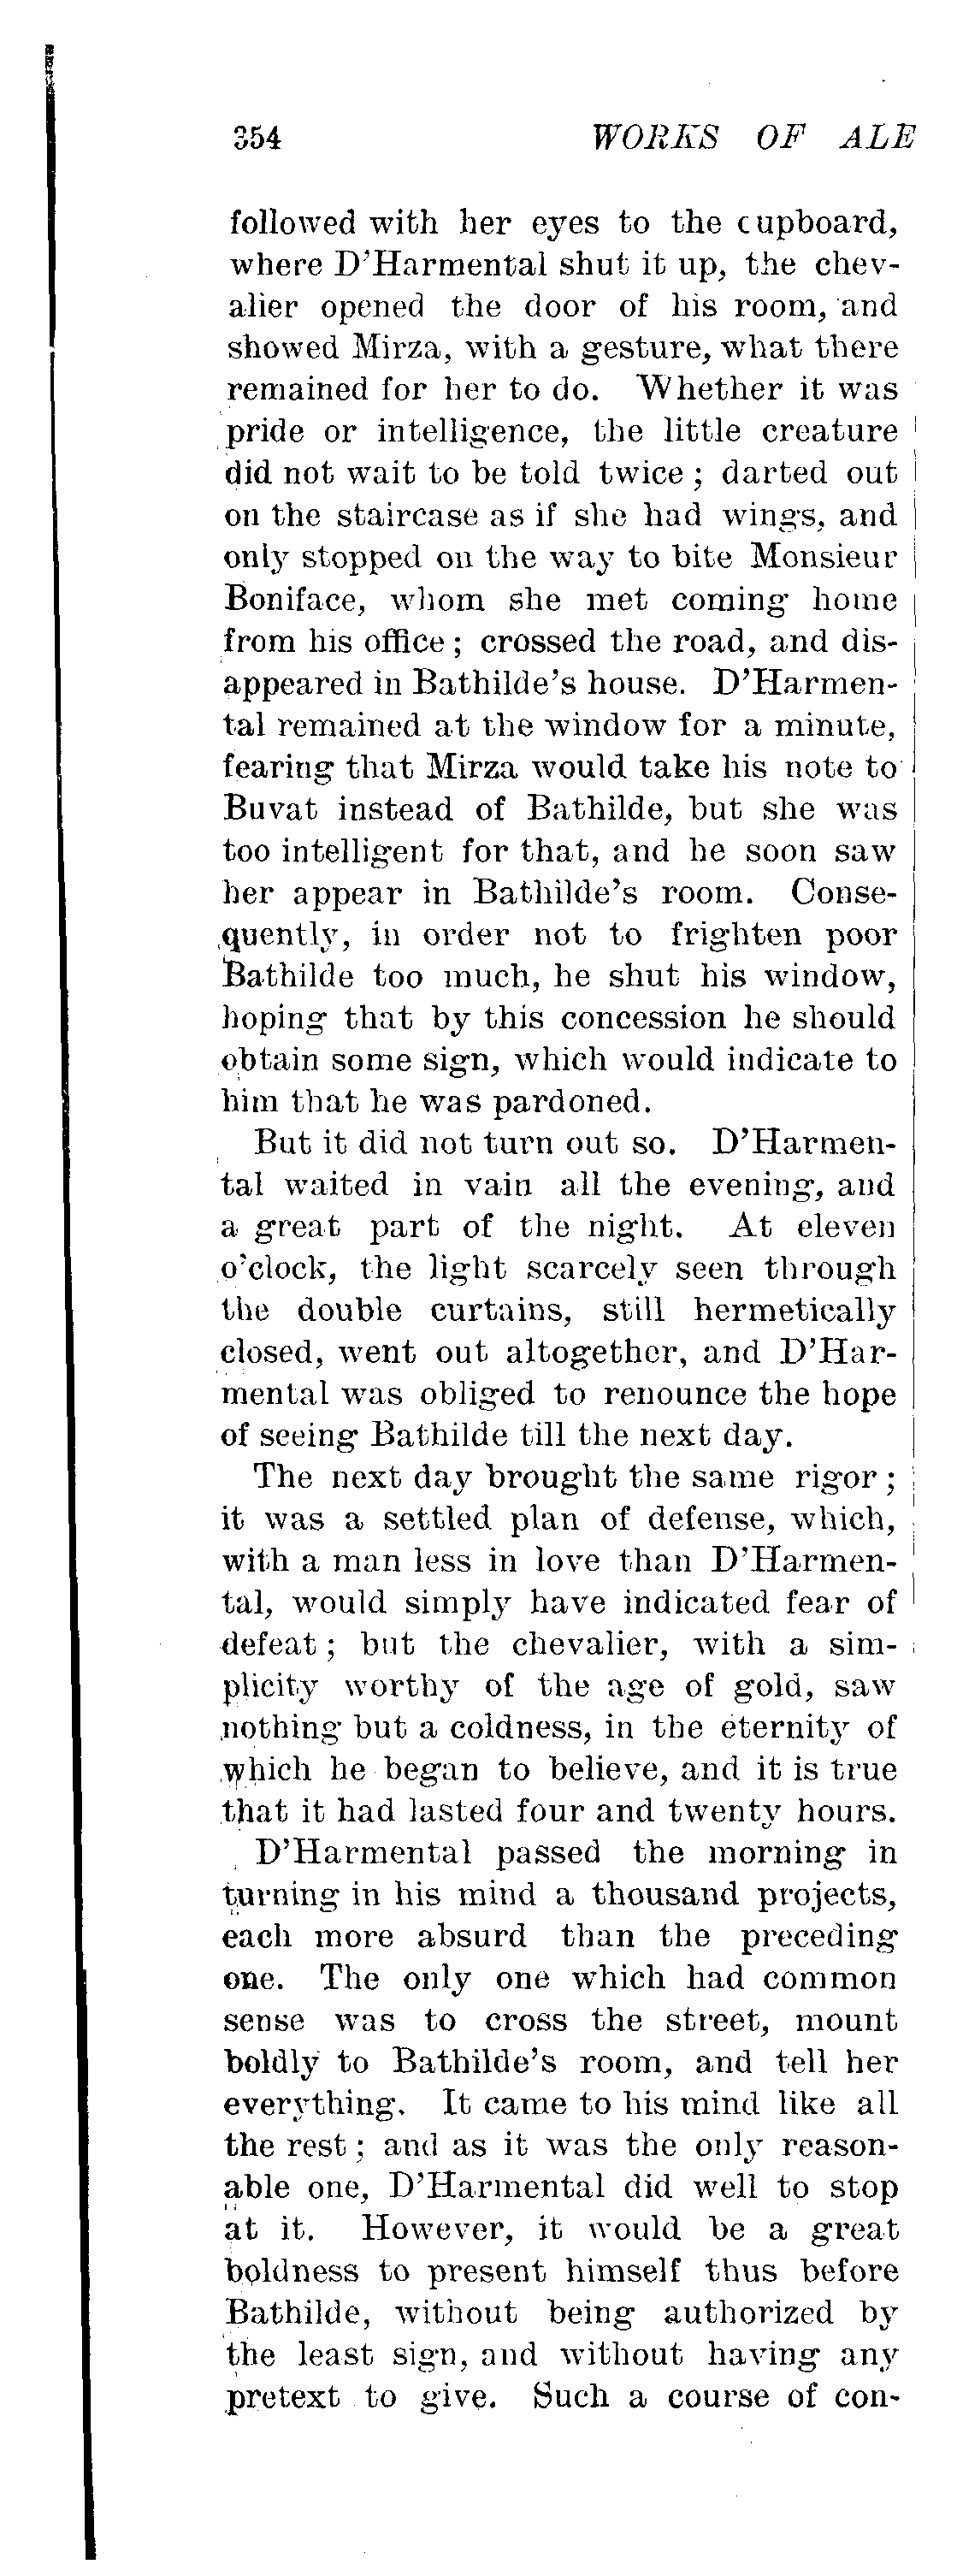 354 WORKS OF ALE
followed with her eyes to the cupboard,
where D'Harmental shut it up, the chev-
alier opened the door of his room, and
showed Mirza, with a gesture, what there
remained for her to do. Whether it was
pride or intelligence, the little creature
did not wait to be told twice ; darted out
on the staircase as if she had wings, and
only stopped on the way to bite Monsieur
Boniface, whom she met coming home
from his office ; crossed the road, and dis-
appeared in Bathilde's house. D'Harmen-
tal remained at the window for a minute,
fearing that Mirza would take his note to
Buvat instead of Bathilde, but she was
too intelligent for that, and he soon saw
her appear in Bathilde's room. Conse-
quently, in order not to frighten poor
Bathilde too much, he shut his window,
hoping that by this concession he should
obtain some sign, which would indicate to
him that he was pardoned.
But it did not turn out so. D'Harmen-
tal waited in vain all the evening, and
a great part of the night. At eleven
o'clock, the light scarcely seen through
the double curtains, still hermetically
closed, went out altogether, and D'Har-
mental was obliged to renounce the hope
of seeing Bathilde till the next day.
The next day brought the same rigor ;
it was a settled plan of defense, which,
with a man less in love than D'Harmen-
tal, would simply have indicated fear of
defeat ; but the chevalier, with a sim-
plicity worthy of the age of gold, saw
nothing but a coldness, in the eternity of
which he began to believe, and it is true
that it had lasted four and twenty hours.
D'Harmental passed the morning in
turning in his mind a thousand projects,
each more absurd than the preceding
one. The only one which had common
sense was to cross the street, mount
boldly to Bathilde's room, and tell her
everything. It came to his mind like all
the rest ; and as it was the only reason-
able one, D'Harmental did well to stop
at it. However, it would be a great
boldness to present himself thus before
Bathilde, without being authorized by
the least sign, and without having any
pretext to give. Such a course of con-